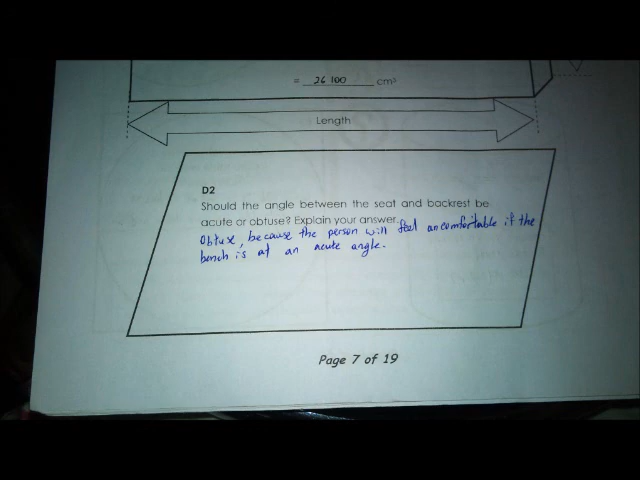 = 26 100 cm³
Length
D2
Should the angle between the seat and backrest be
acute or obtuse? Explain your answer.
Obtuse, because the person will feel uncomfortable if the
bench is at an acute angle.
Page 7 of 19